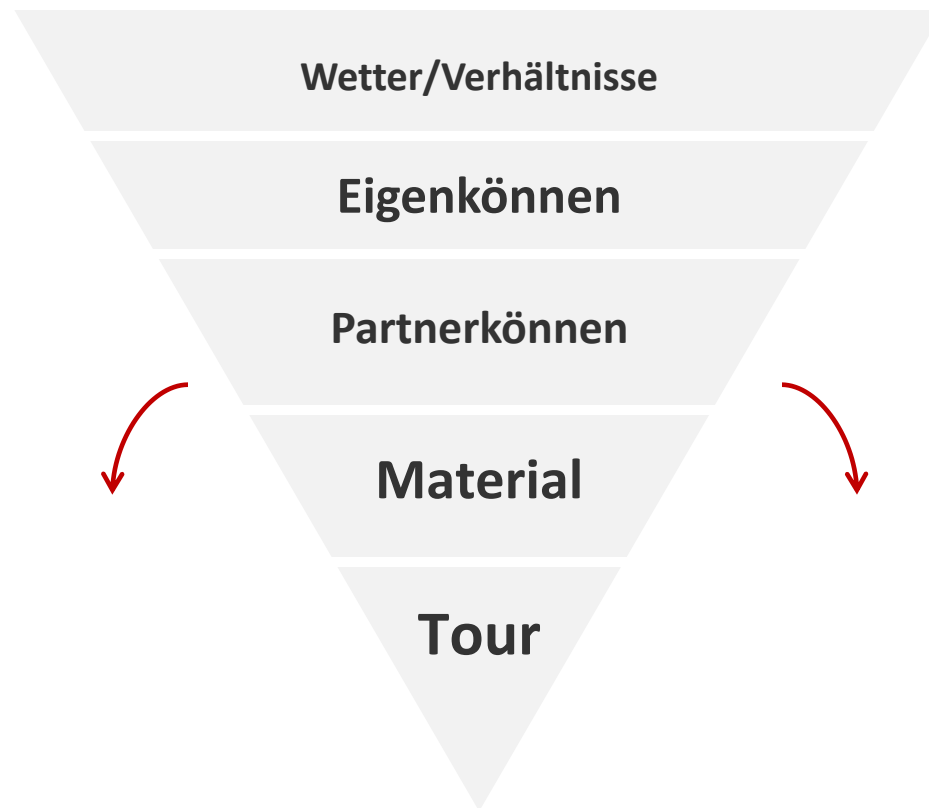 Wetter/Verhältnisse
Eigenkönnen
Partnerkönnen
Material
Tour